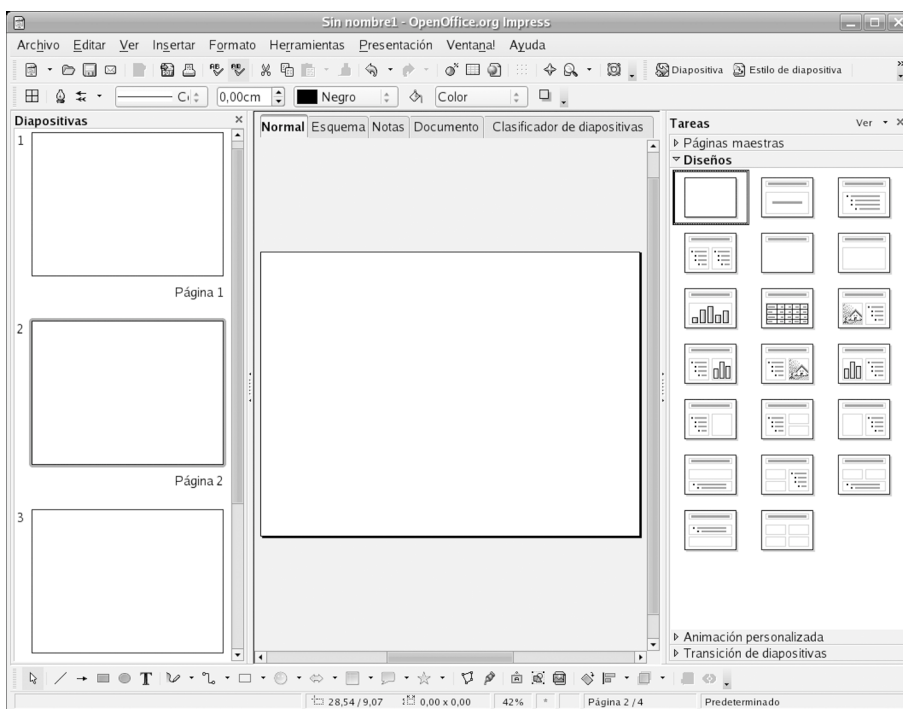 Sin nombre1 - OpenOffice.org Impress
Archivo Editar Ver Insertar Formato Herramientas Presentación Ventana! Ayuda
Diapositiva Estilo de diapositiva
0,00cm Negro Color
Diapositivas
Normal Esquema Notas Documento Clasificador de diapositivas
Tareas Ver
Páginas maestras
Diseños
1
Página 1
2
Página 2
3
Animación personalizada
Transición de diapositivas
28,54 / 9,07 0,00 x 0,00 42% * Página 2 / 4 Predeterminado